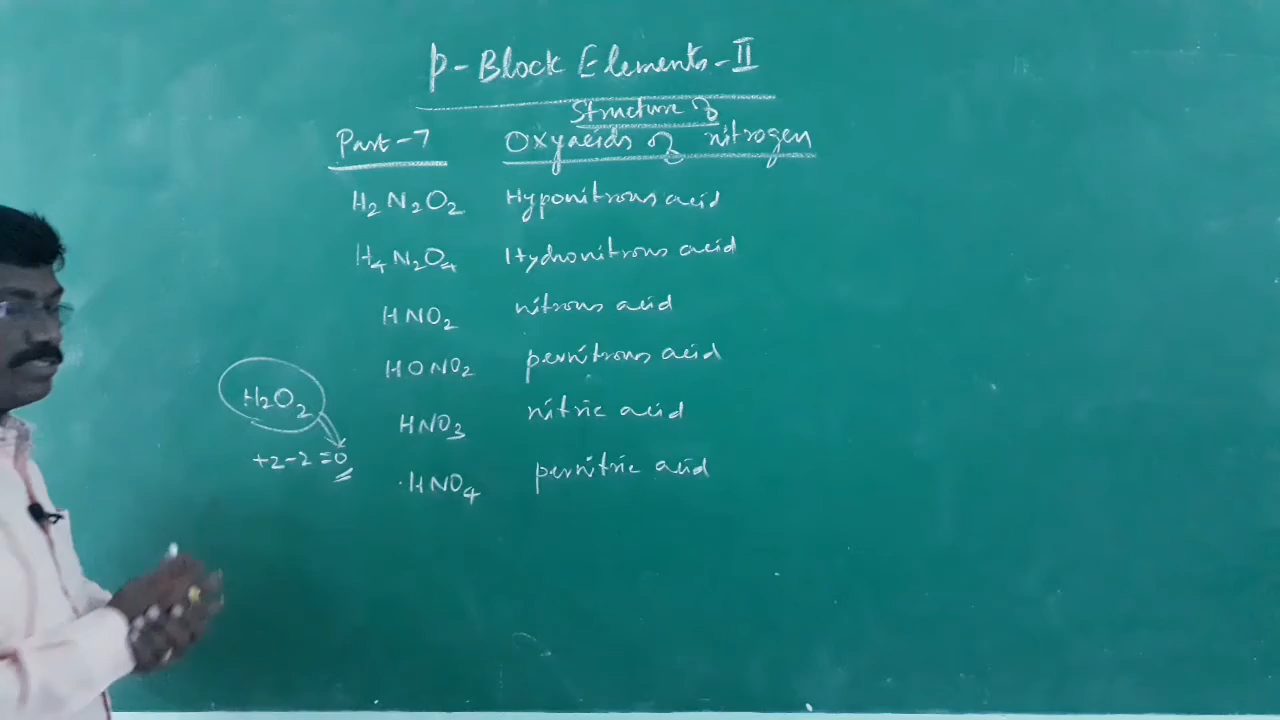 p-Block Elements-II
Structure of
Part-7 Oxyacids of nitrogen
H2N2O2 Hyponitrous acid
H4N2O4 Hydronitrous acid
HNO2 nitrous acid
HONO2 pernitrous acid
H2O2
HNO3 nitric acid
+2-2=0
HNO4 pernitric acid